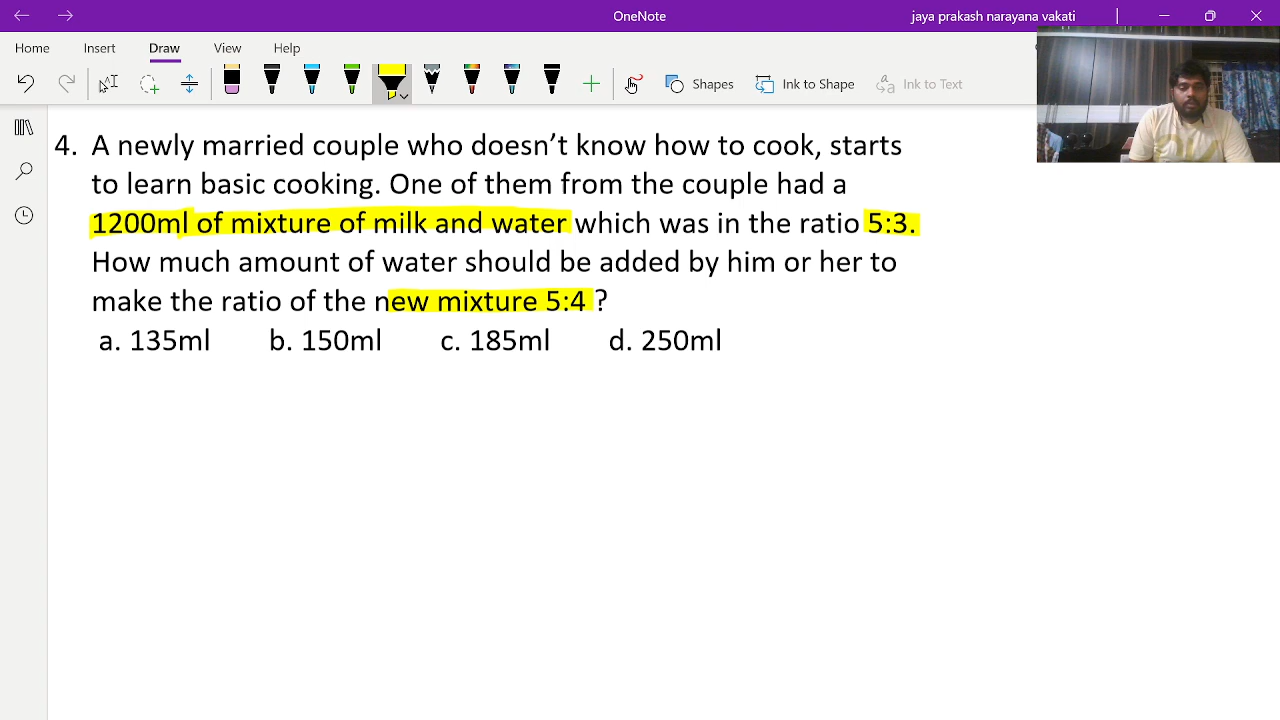 OneNote
jaya prakash narayana vakati
Home Insert Draw View Help
Shapes Ink to Shape Ink to Text
4. A newly married couple who doesn’t know how to cook, starts
to learn basic cooking. One of them from the couple had a
1200ml of mixture of milk and water which was in the ratio 5:3.
How much amount of water should be added by him or her to
make the ratio of the new mixture 5:4 ?
a. 135ml b. 150ml c. 185ml d. 250ml